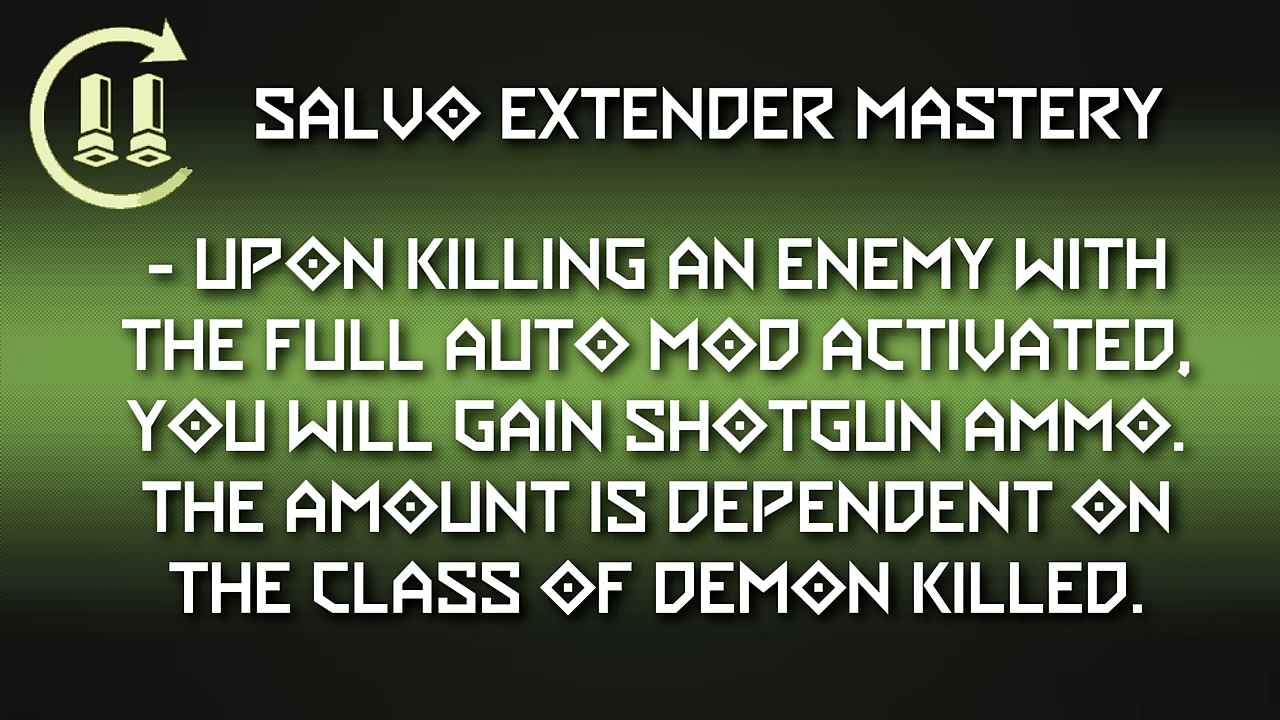 SALVO EXTENDER MASTERY
- UPON KILLING AN ENEMY WITH
THE FULL AUTO MOD ACTIVATED,
YOU WILL GAIN SHOTGUN AMMO.
THE AMOUNT IS DEPENDENT ON
THE CLASS OF DEMON KILLED.